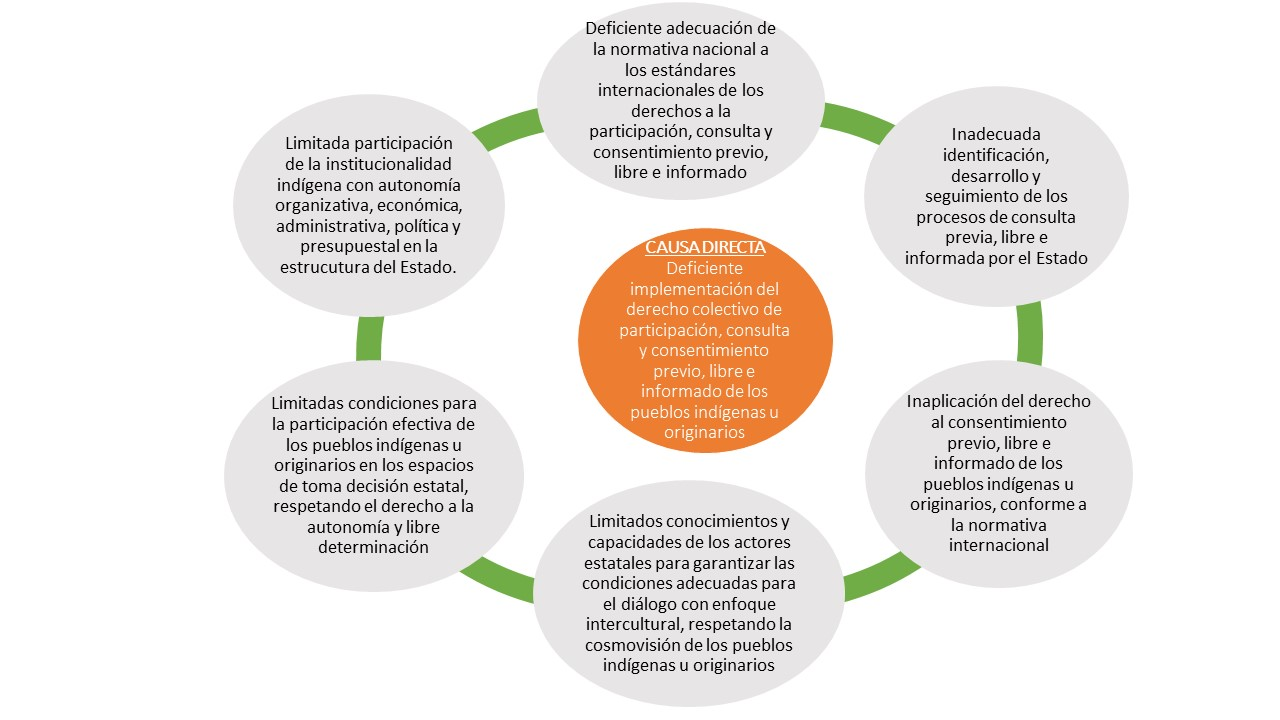 Deficiente adecuación de
la normativa nacional a
los estándares
internacionales de los
derechos a la
participación, consulta y
consentimiento previo,
libre e informado
Inadecuada
identificación,
desarrollo y
seguimiento de los
procesos de consulta
previa, libre e
informada por el Estado
Inaplicación del derecho
al consentimiento
previo, libre e
informado de los
pueblos indígenas u
originarios, conforme a
la normativa
internacional
Limitados conocimientos y
capacidades de los actores
estatales para garantizar las
condiciones adecuadas para
el diálogo con enfoque
intercultural, respetando la
cosmovisión de los pueblos
indígenas u originarios
Limitadas condiciones para
la participación efectiva de
los pueblos indígenas u
originarios en los espacios
de toma decisión estatal,
respetando el derecho a la
autonomía y libre
determinación
Limitada participación
de la institucionalidad
indígena con autonomía
organizativa, económica,
administrativa, política y
presupuestal en la
estrucutura del Estado.
CAUSA DIRECTA
Deficiente
implementación del
derecho colectivo de
participación, consulta
y consentimiento
previo, libre e
informado de los
pueblos indígenas u
originarios